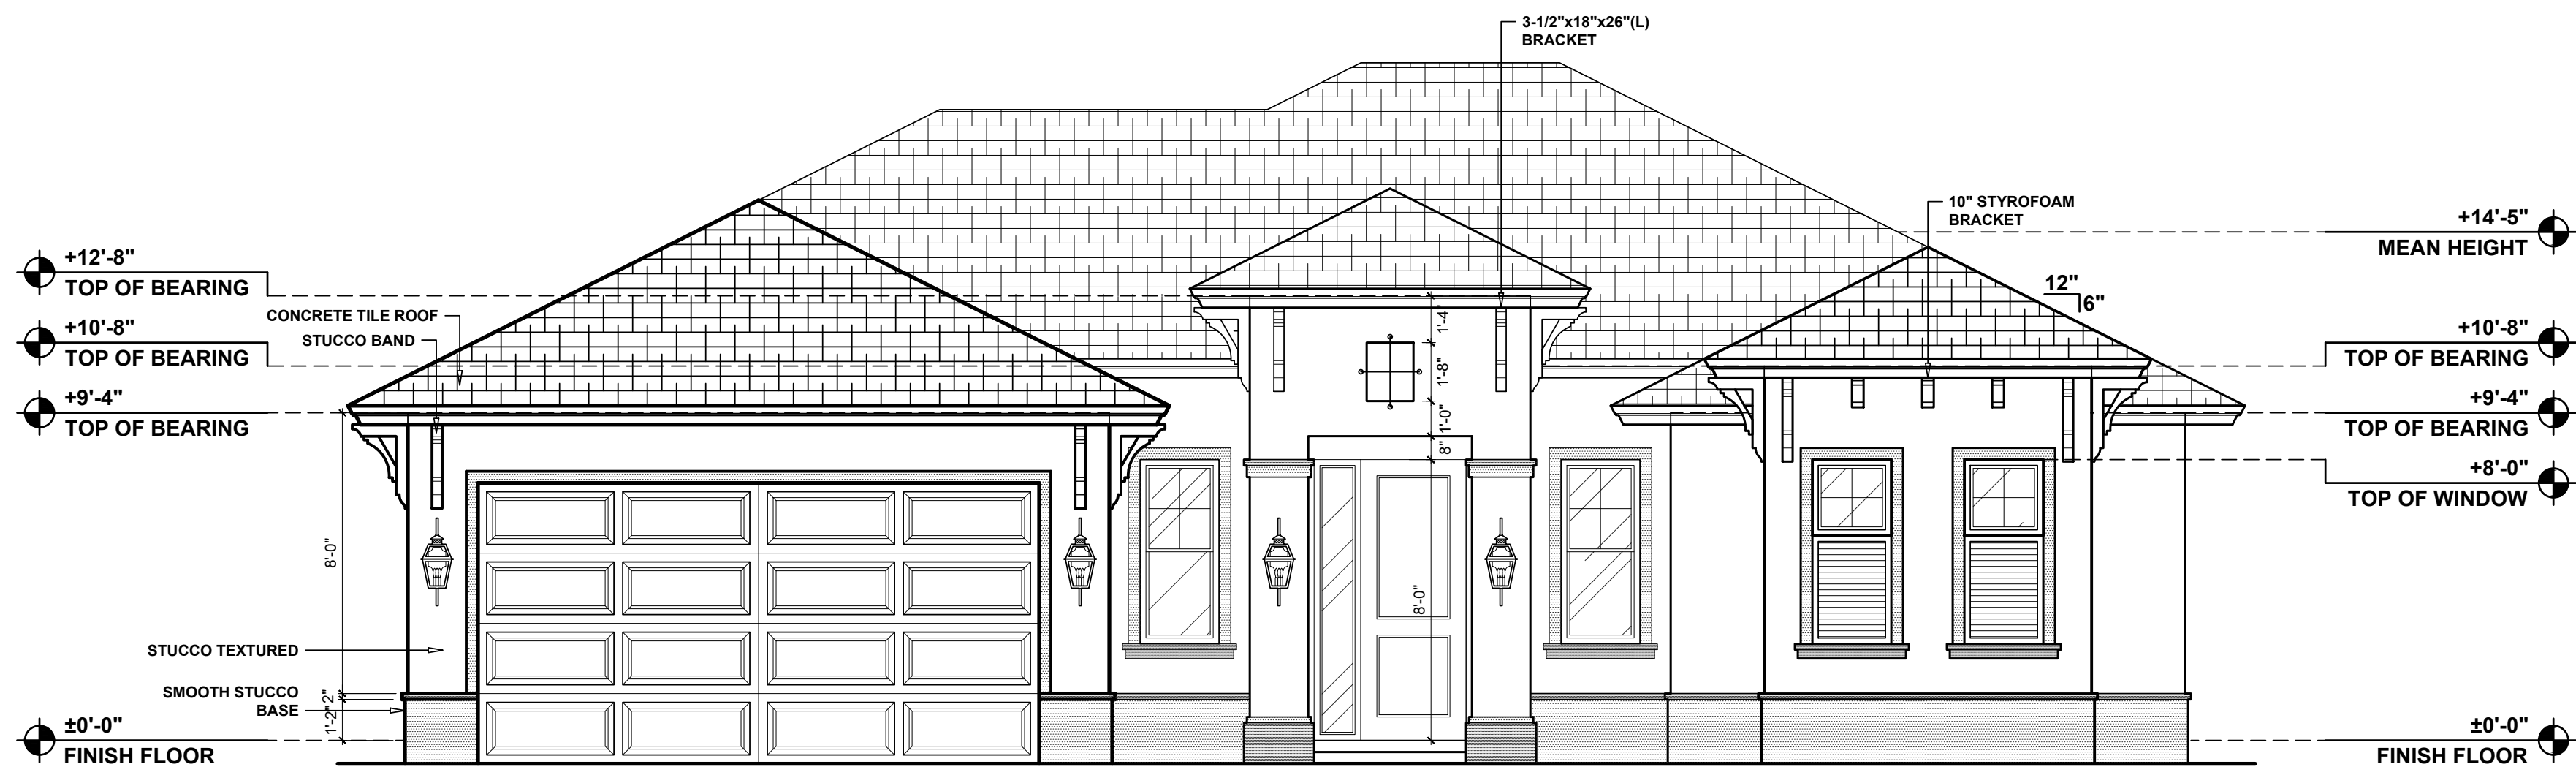 3-1/2"x18"x26"(L)
BRACKET
10" STYROFOAM
BRACKET
+14'-5"
MEAN HEIGHT
+12'-8"
TOP OF BEARING
12"
6"
CONCRETE TILE ROOF
STUCCO BAND
+10'-8"
TOP OF BEARING
+10'-8"
TOP OF BEARING
+9'-4"
TOP OF BEARING
+9'-4"
TOP OF BEARING
1'-4"
1'-8"
1'-0"
8"
8'-0"
+8'-0"
TOP OF WINDOW
8'-0"
STUCCO TEXTURED
SMOOTH STUCCO
BASE
2"
1'-2"
±0'-0"
FINISH FLOOR
±0'-0"
FINISH FLOOR